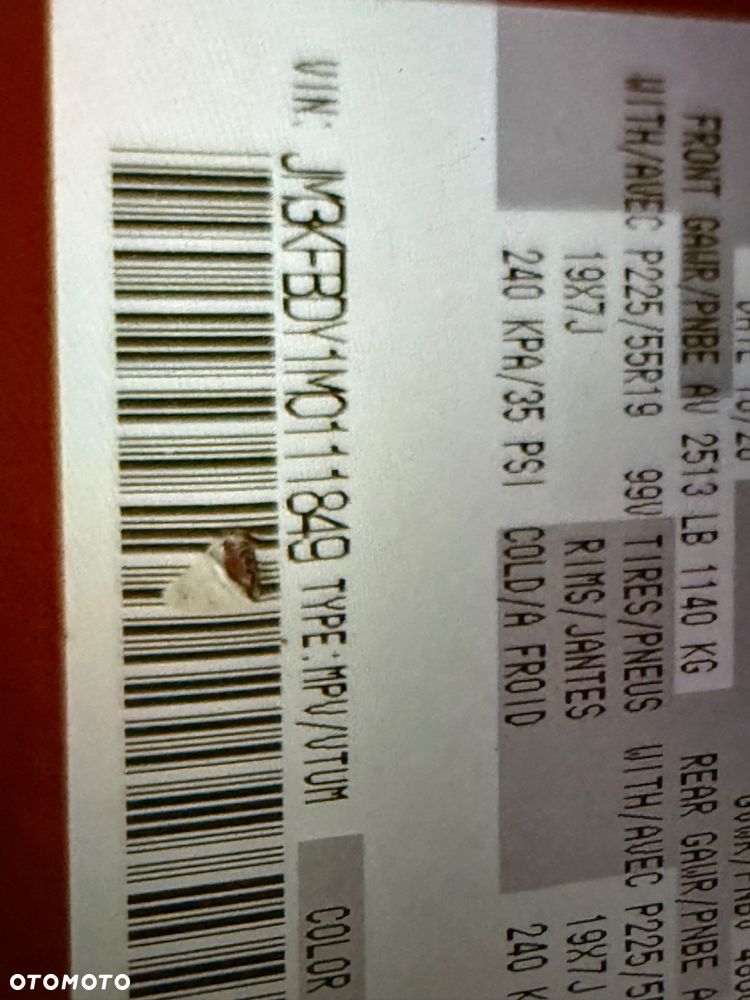 FRONT GAWR/PNBE AV 2513 LB 1140 KG REAR GAWR/PNBE A
WITH/AVEC P225/55R19 99V TIRES/PNEUS WITH/AVEC P225/5
19X7J RIMS/JANTES 19X7J
240 KPA/35 PSI COLD/A FROID 240 K
VIN: JM3KFBDY1M0111849 TYPE:MPV/VTUM COLOR
OTOMOTO